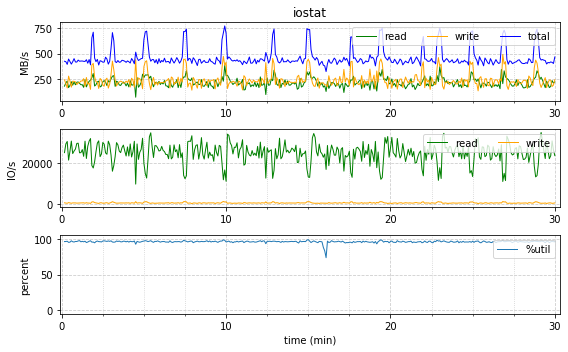 iostat
MB/s
750
500
250
read write total
0 10 20 30
IO/s
20000
0
read write
0 10 20 30
percent
100
50
0
%util
0 10 20 30
time (min)